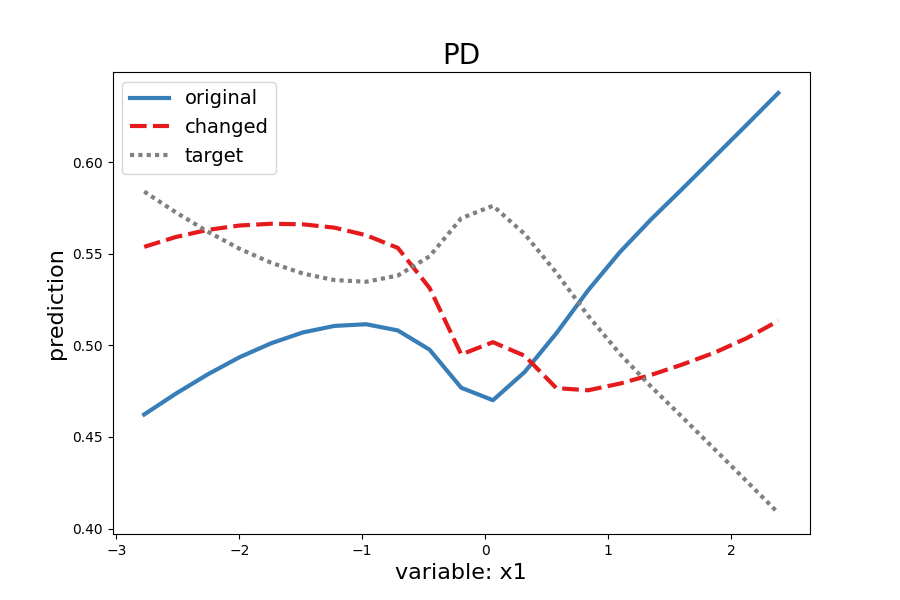 PD
original
changed
target
0.60
0.55
0.50
0.45
0.40
prediction
−3
−2
−1
0
1
2
variable: x1